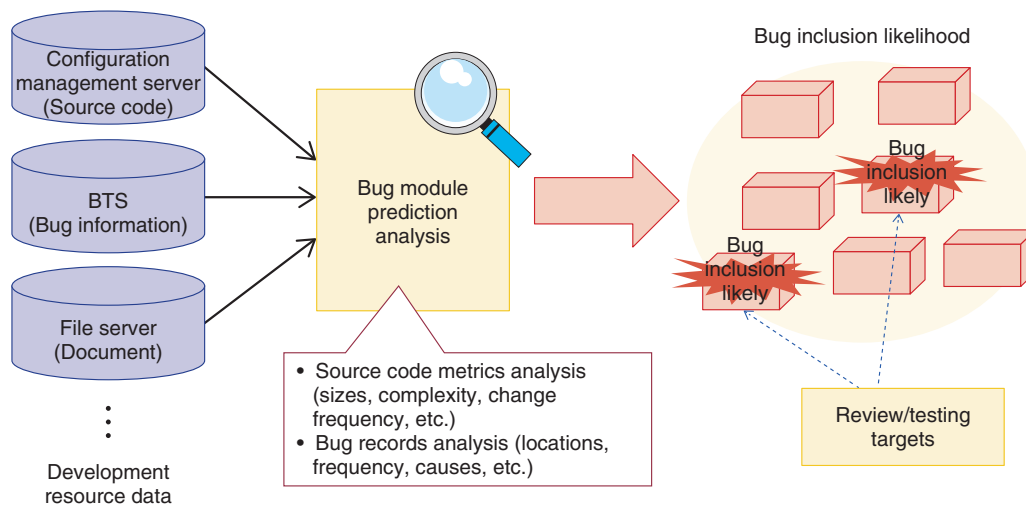 Configuration
management server
(Source code)
BTS
(Bug information)
File server
(Document)
Development
resource data
Bug module
prediction
analysis
• Source code metrics analysis
(sizes, complexity, change
frequency, etc.)
• Bug records analysis (locations,
frequency, causes, etc.)
Bug inclusion likelihood
Bug
inclusion
likely
Bug
inclusion
likely
Review/testing
targets